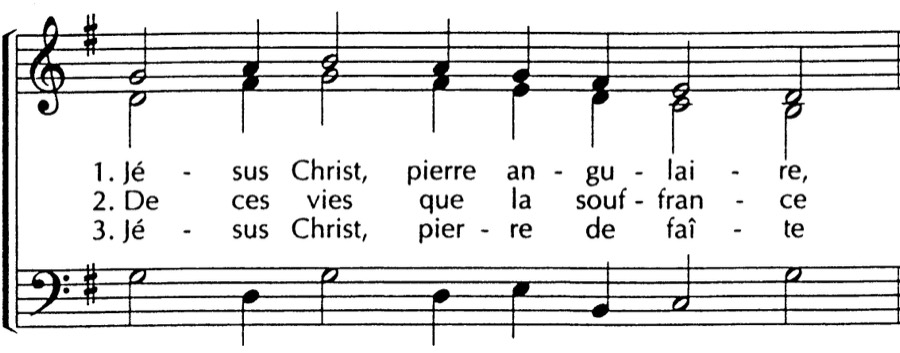 1. Jé - sus Christ, pierre an - gu - lai - re,
2. De ces vies que la souf - fran - ce
3. Jé - sus Christ, pier - re de faî - te